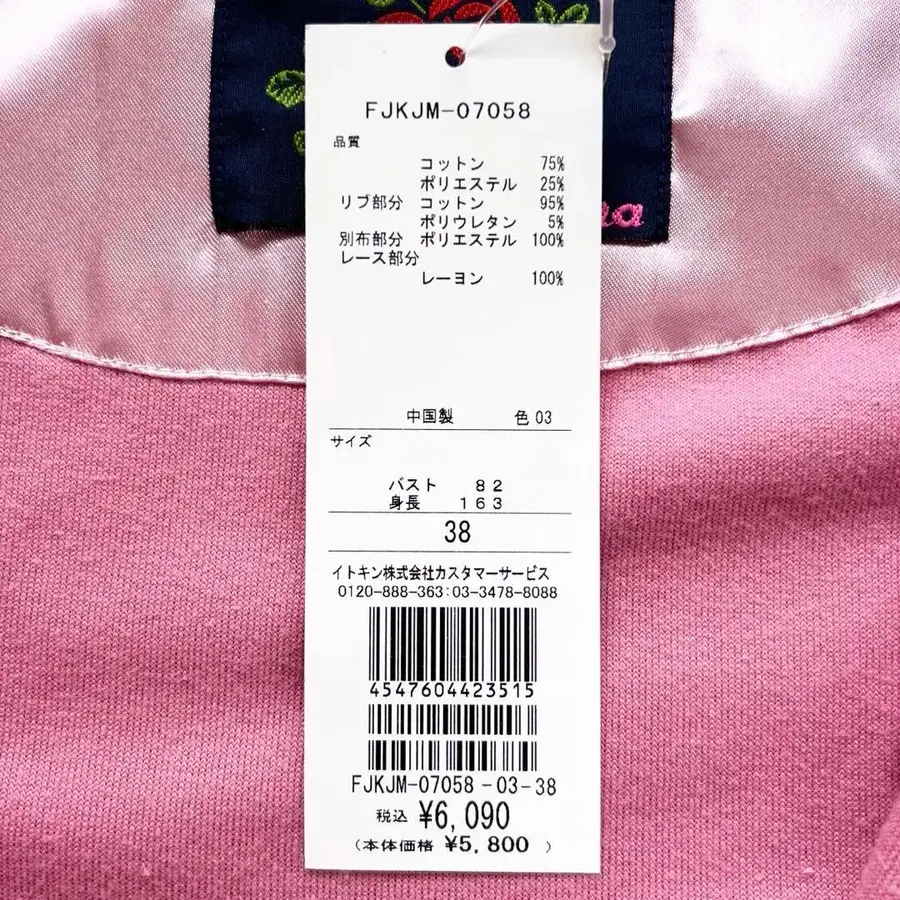 FJKJM-07058
品質
コットン 75%
ポリエステル 25%
リブ部分 コットン 95%
ポリウレタン 5%
別布部分 ポリエステル 100%
レース部分
レーヨン 100%
中国製 色 03
サイズ
バスト 82
身長 163
38
イトキン株式会社カスタマーサービス
0120-888-363:03-3478-8088
4547604423515
FJKJM-07058-03-38
税込 ¥6,090
(本体価格 ¥5,800 )